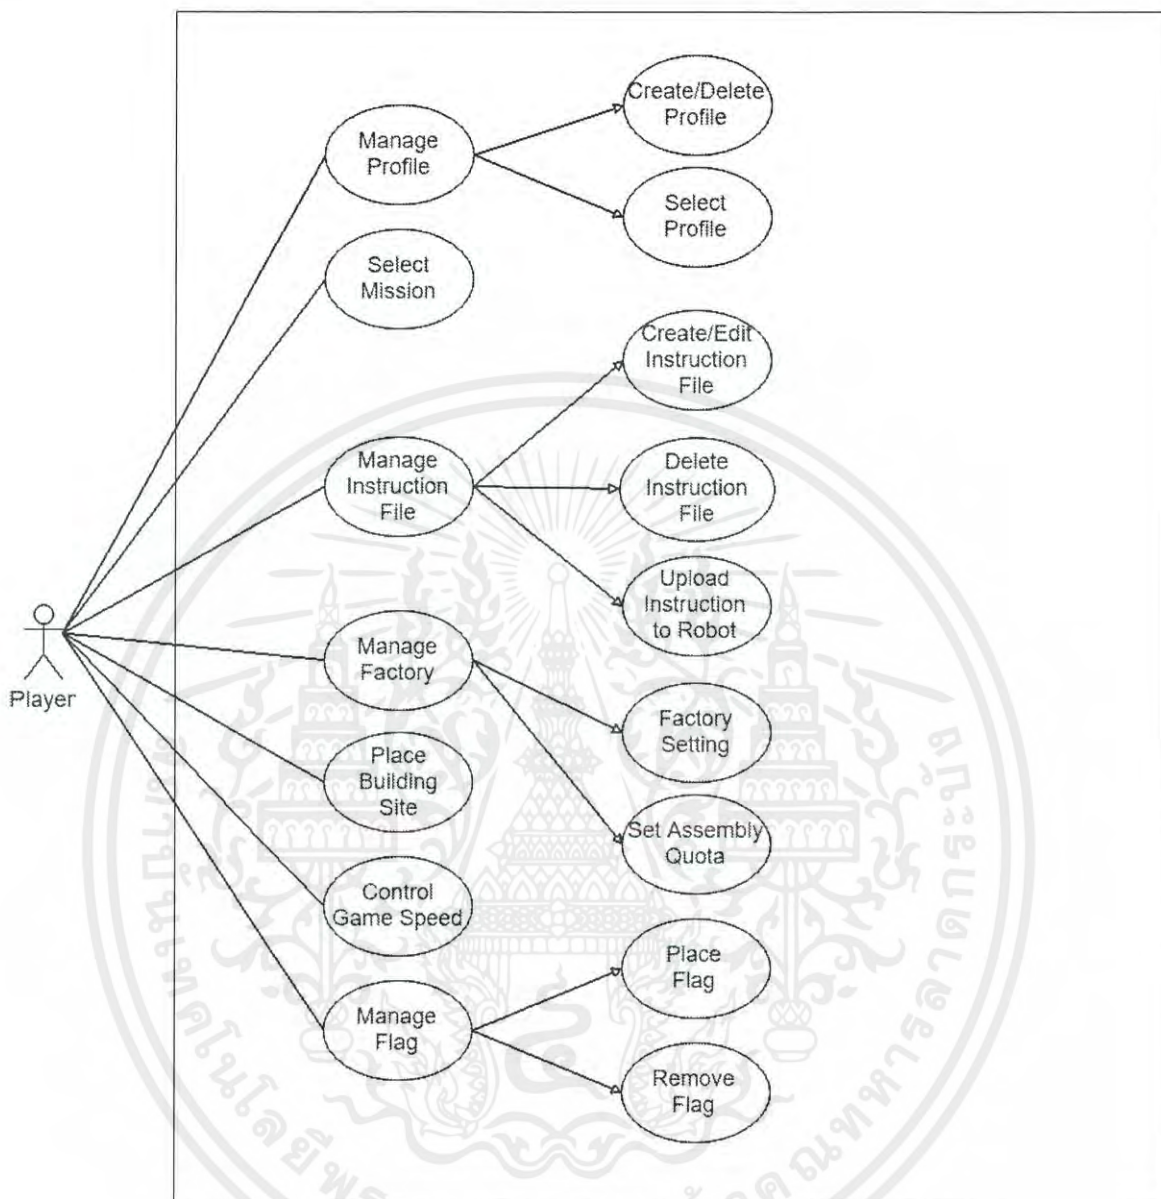 Create/Delete
Profile
Manage
Profile
Select
Profile
Select
Mission
Create/Edit
Instruction
File
Manage
Instruction
File
Delete
Instruction
File
Upload
Instruction
to Robot
Player
Manage
Factory
Factory
Setting
Place
Building
Site
Set Assembly
Quota
Control
Game Speed
Place
Flag
Manage
Flag
Remove
Flag